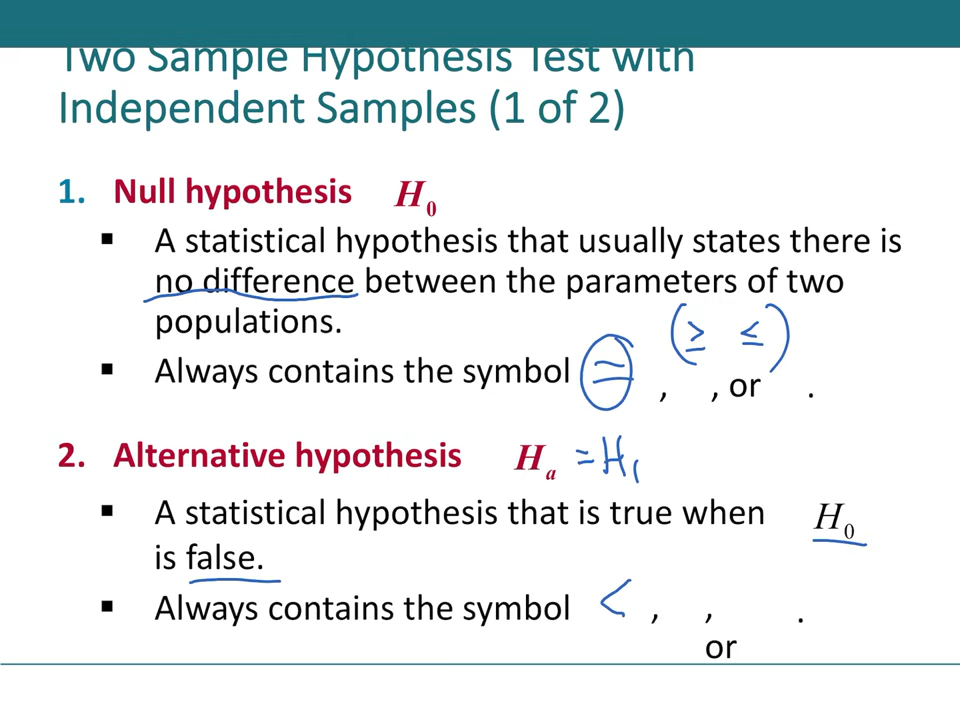 Two Sample Hypothesis Test with
Independent Samples (1 of 2)
1. Null hypothesis H₀
▪ A statistical hypothesis that usually states there is
no difference between the parameters of two
populations.
(≥ ≤)
▪ Always contains the symbol = , , or .
2. Alternative hypothesis Hₐ = H₁
▪ A statistical hypothesis that is true when H₀
is false.
▪ Always contains the symbol < , , .
or